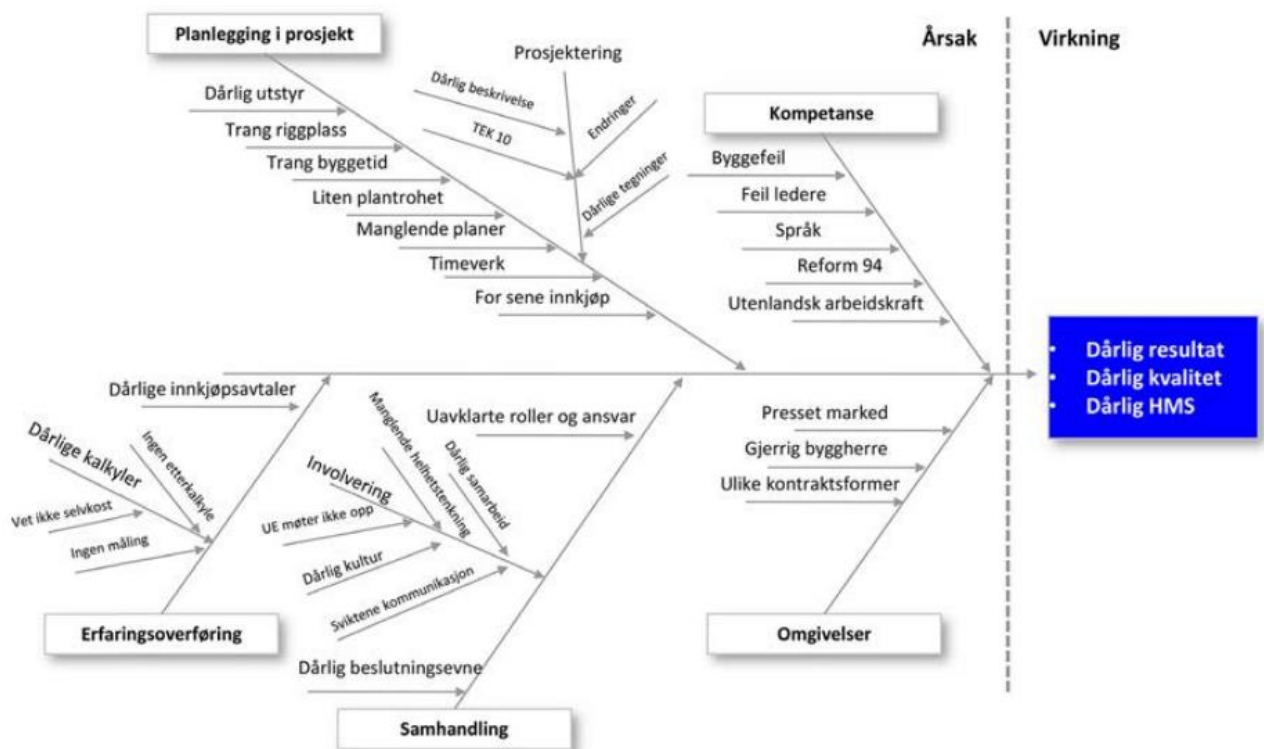 Planlegging i prosjekt
Årsak
Virkning
Prosjektering
Dårlig utstyr
Dårlig beskrivelse
Endringer
Kompetanse
Trang riggplass
TEK 10
Byggefeil
Trang byggetid
Dårlige tegninger
Feil ledere
Liten plantrohet
Språk
Manglende planer
Reform 94
Timeverk
Utenlandsk arbeidskraft
For sene innkjøp
• Dårlig resultat
• Dårlig kvalitet
• Dårlig HMS
Dårlige innkjøpsavtaler
Dårlige kalkyler
Ingen etterkalkyle
Vet ikke selvkost
Ingen måling
Erfaringsoverføring
Uavklarte roller og ansvar
Manglende helhetstenkning
Dårlig samarbeid
Involvering
UE møter ikke opp
Dårlig kultur
Sviktene kommunikasjon
Dårlig beslutningsevne
Samhandling
Presset marked
Gjerrig byggherre
Ulike kontraktsformer
Omgivelser